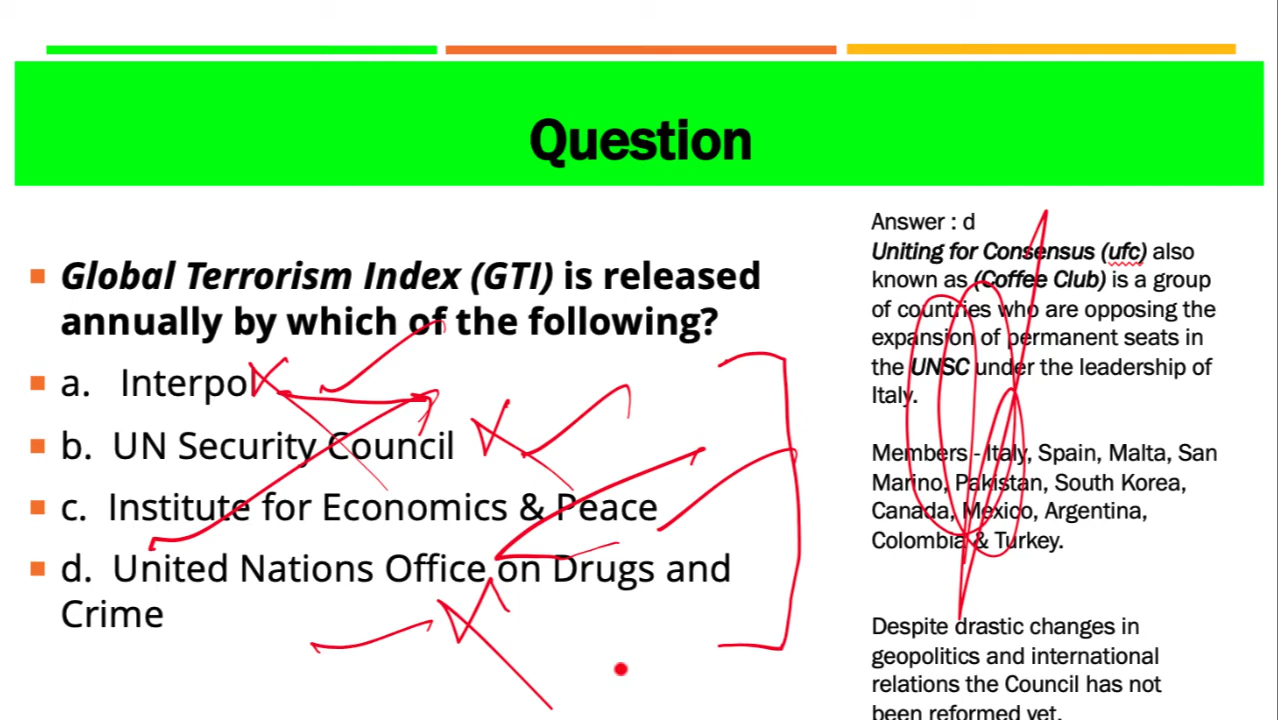 Question
Global Terrorism Index (GTI) is released
annually by which of the following?
a. Interpol
b. UN Security Council
c. Institute for Economics & Peace
d. United Nations Office on Drugs and
Crime
Answer : d
Uniting for Consensus (ufc) also
known as (Coffee Club) is a group
of countries who are opposing the
expansion of permanent seats in
the UNSC under the leadership of
Italy.
Members - Italy, Spain, Malta, San
Marino, Pakistan, South Korea,
Canada, Mexico, Argentina,
Colombia & Turkey.
Despite drastic changes in
geopolitics and international
relations the Council has not
been reformed yet.